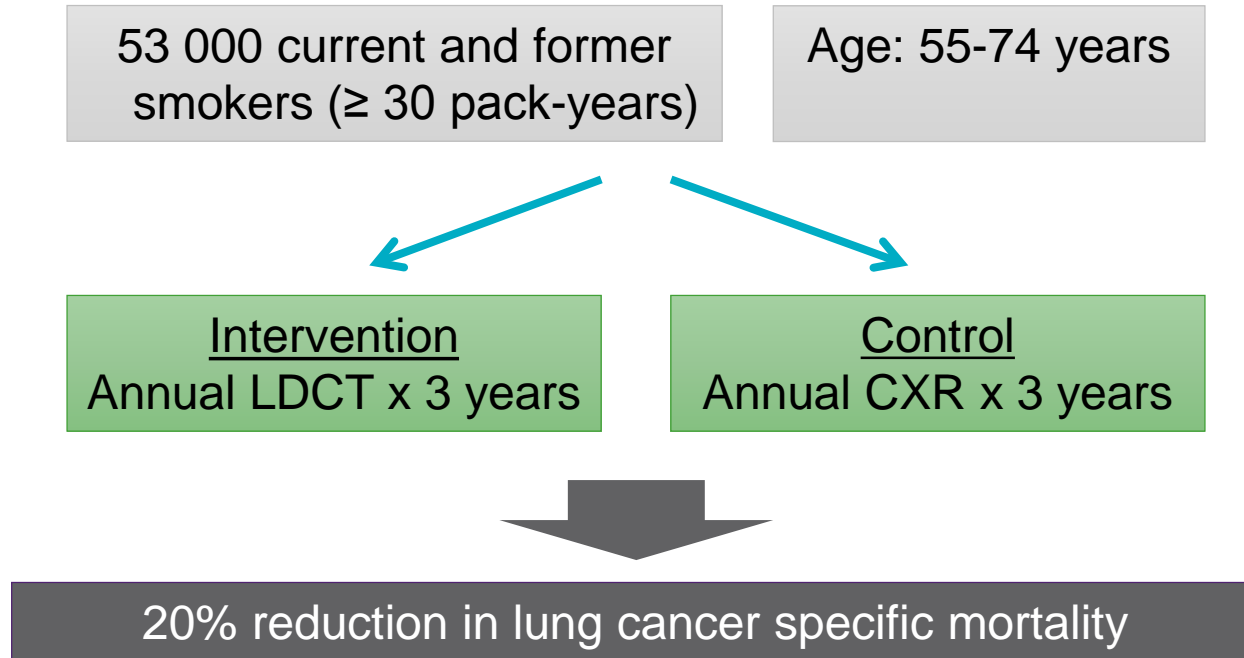 53 000 current and former
smokers (≥ 30 pack-years)
Age: 55-74 years
Intervention
Annual LDCT x 3 years
Control
Annual CXR x 3 years
20% reduction in lung cancer specific mortality